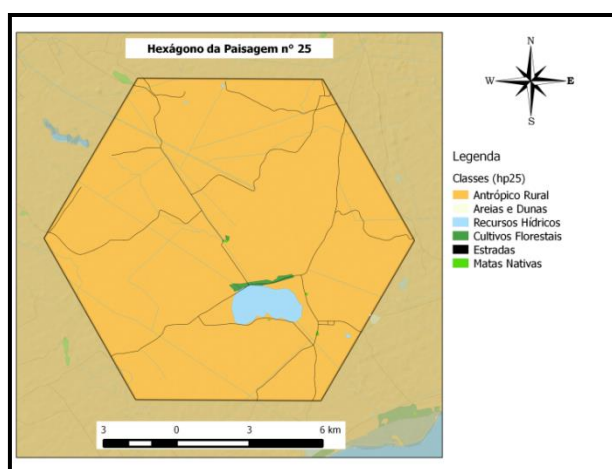 Hexágono da Paisagem n° 25
N
W E
S
Legenda
Classes (hp25)
Antrópico Rural
Areias e Dunas
Recursos Hídricos
Cultivos Florestais
Estradas
Matas Nativas
3 0 3 6 km